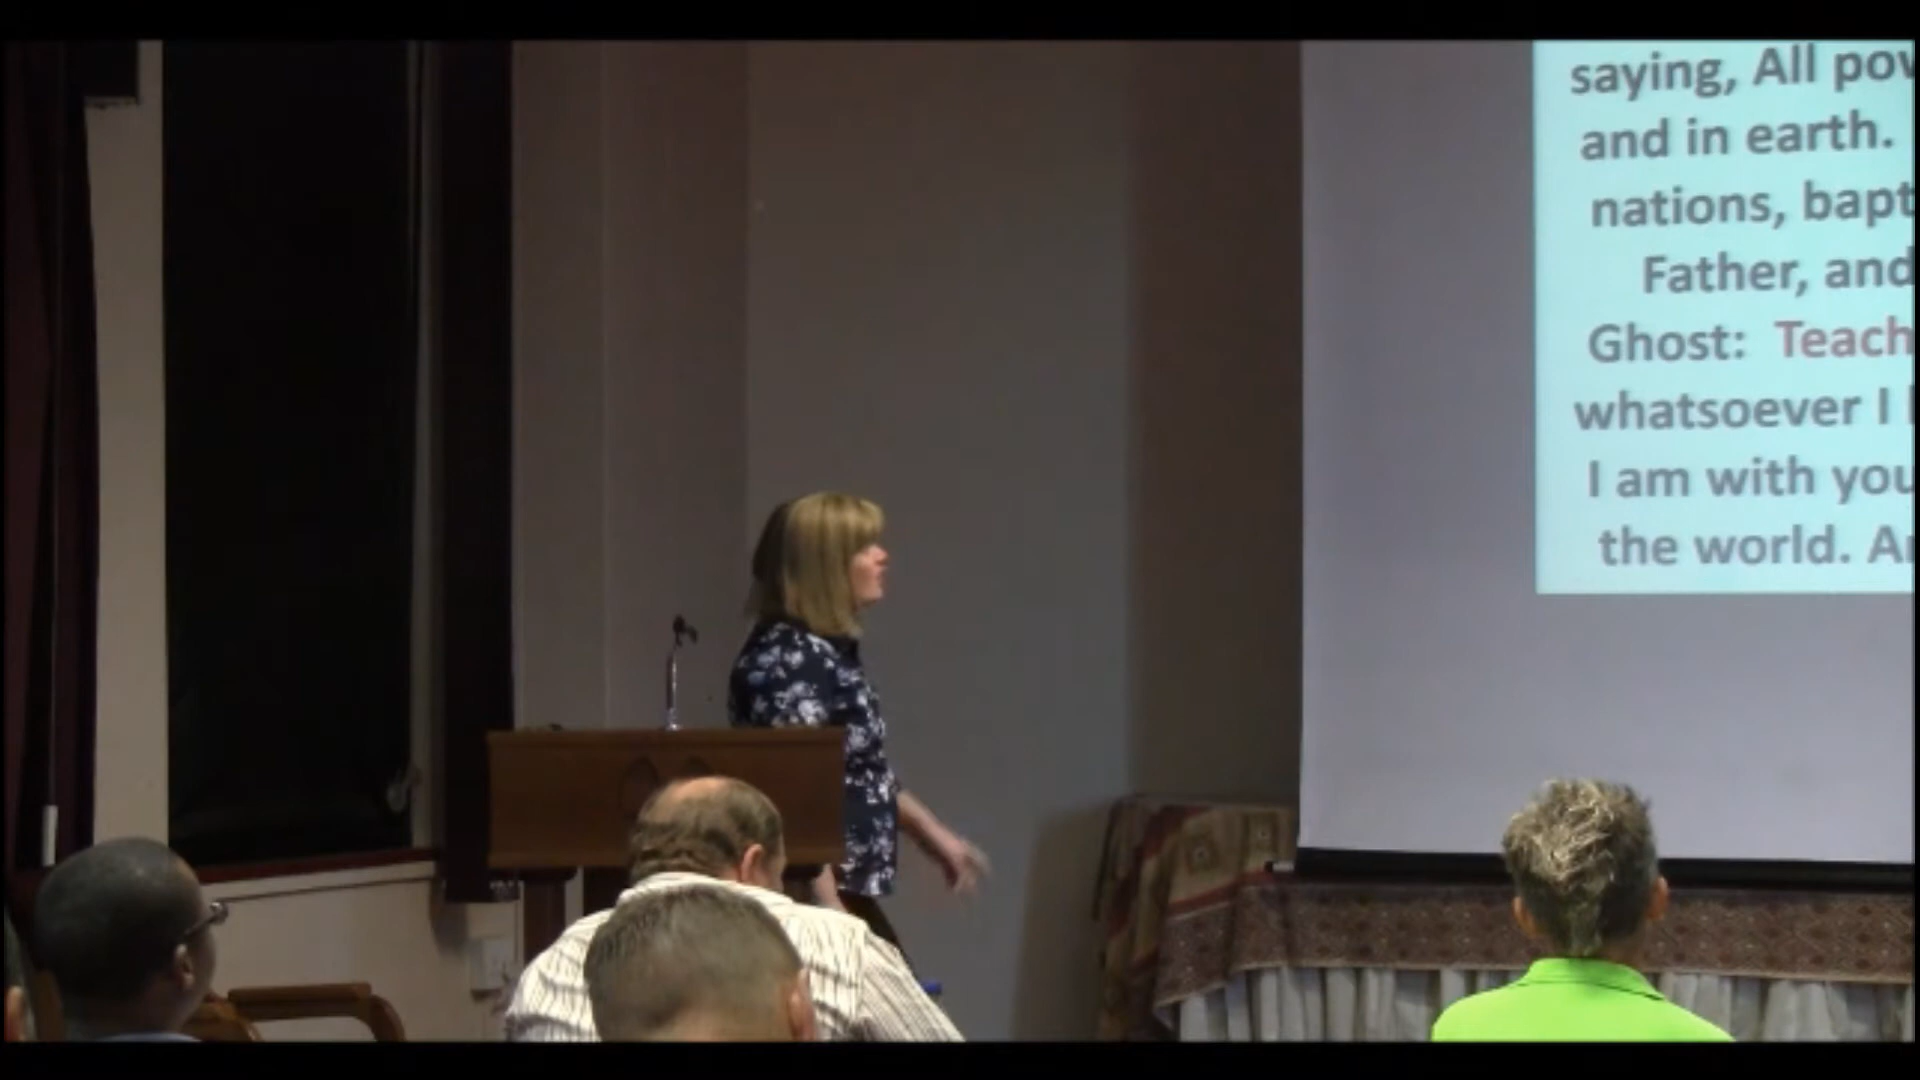 saying, All pow
and in earth.
nations, bapt
Father, and
Ghost: Teach
whatsoever I
I am with you
the world. A